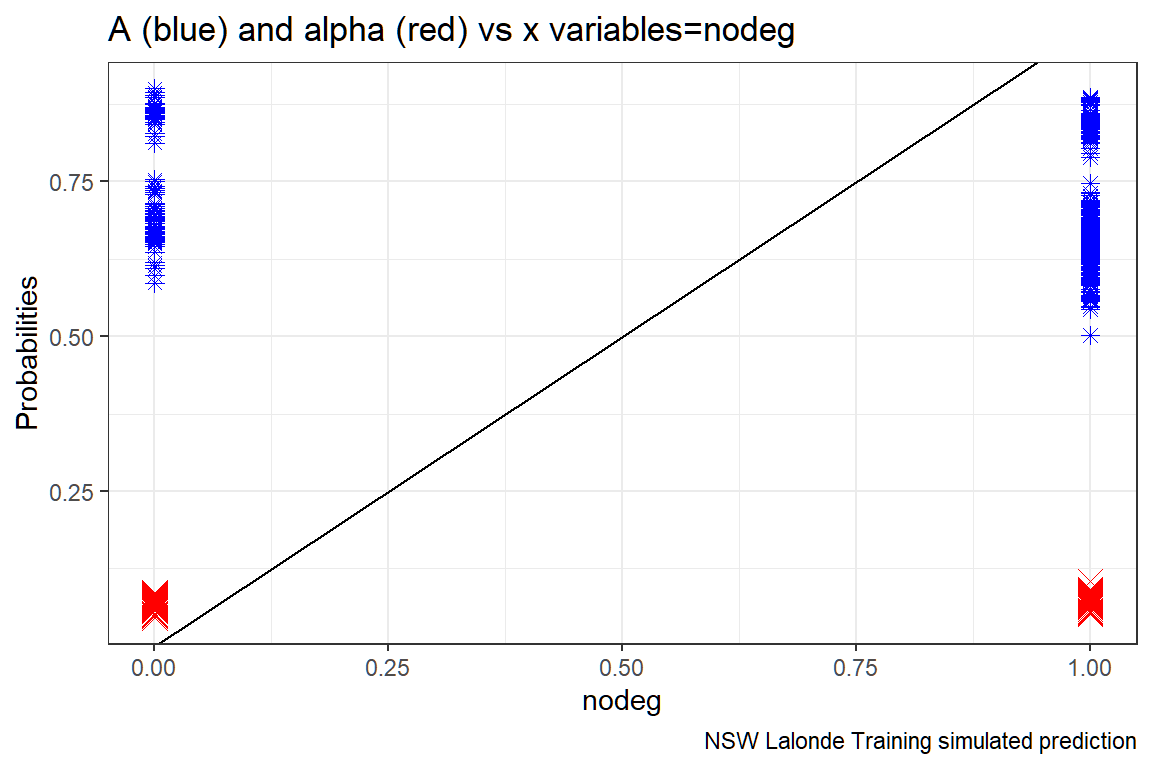 A (blue) and alpha (red) vs x variables=nodeg
Probabilities
0.75
0.50
0.25
0.00 0.25 0.50 0.75 1.00
nodeg
NSW Lalonde Training simulated prediction